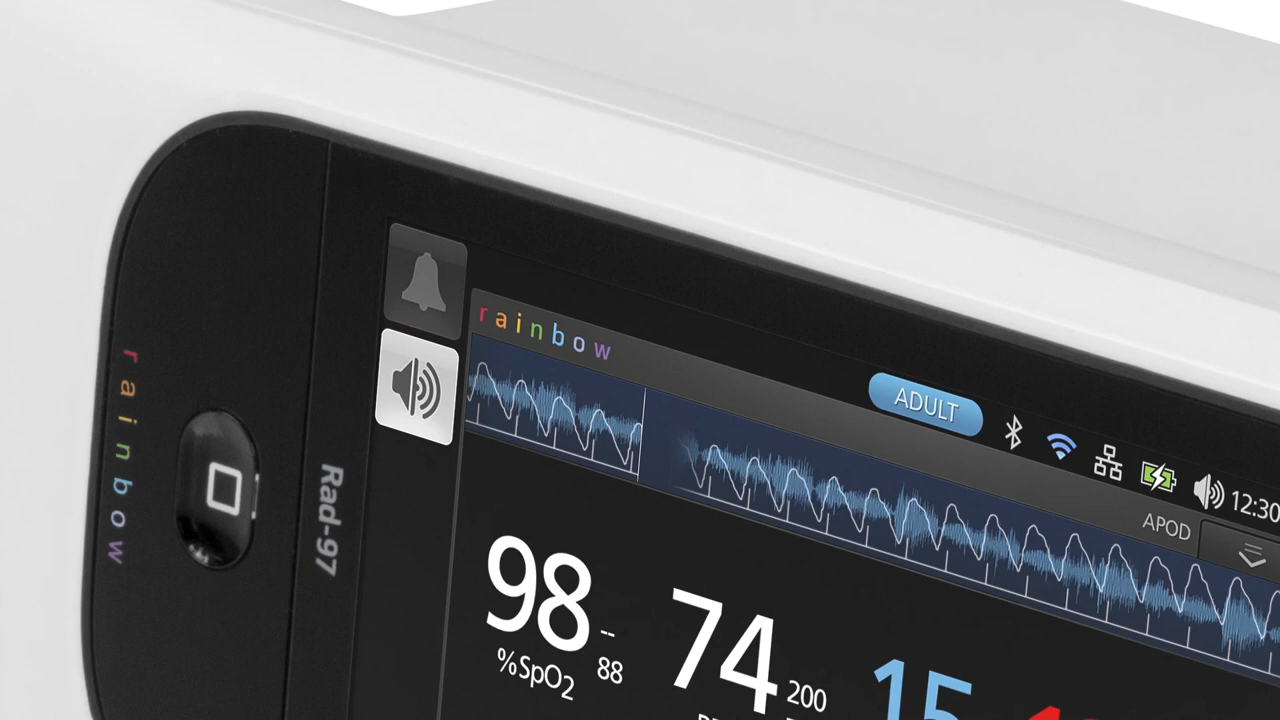 rainbow
Rad-97
rainbow
ADULT
12:30
APOD
98
--
88
%SpO2
74
200
15